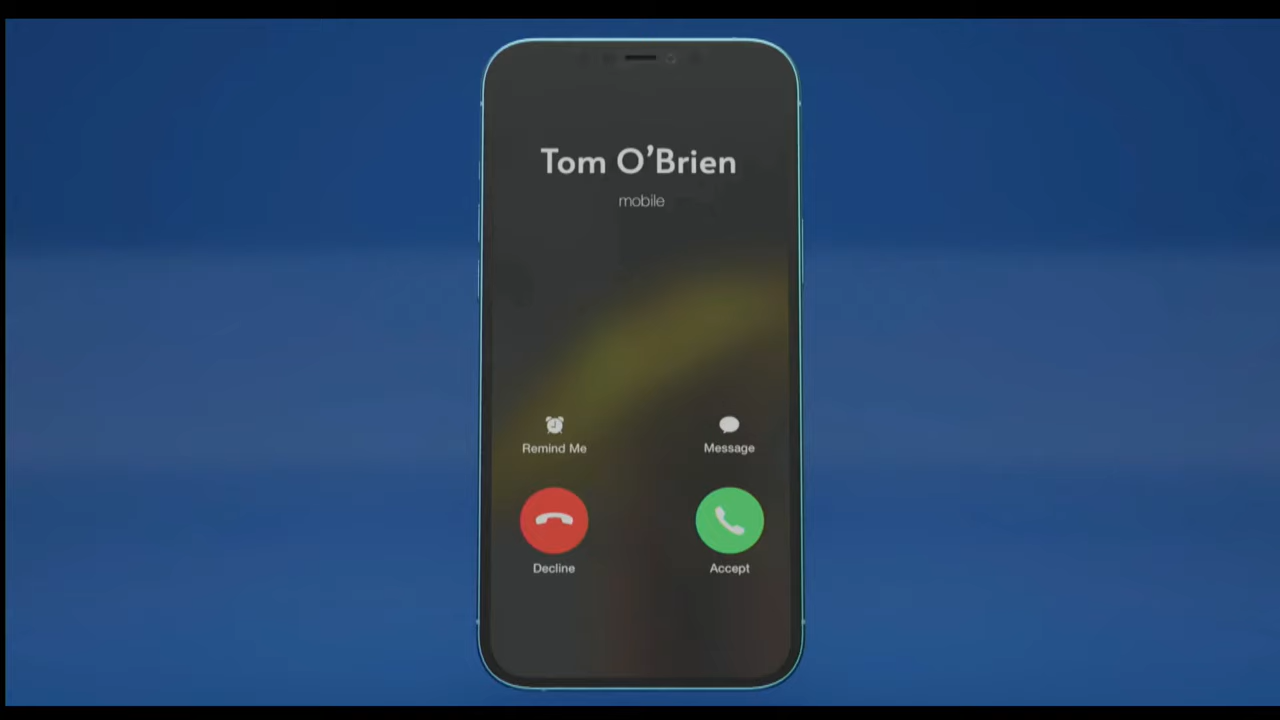 Tom O’Brien
mobile
Remind Me
Message
Decline
Accept